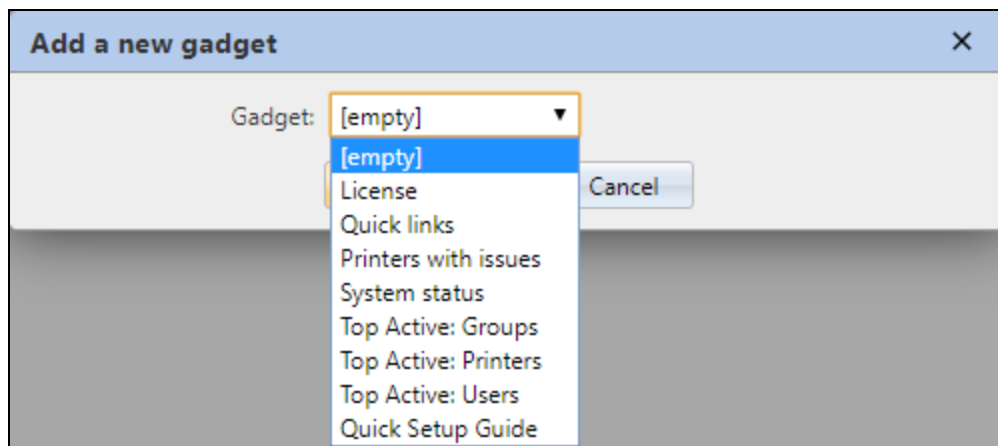 Add a new gadget ×
Gadget: [empty] ▼
[empty]
License
Cancel
Quick links
Printers with issues
System status
Top Active: Groups
Top Active: Printers
Top Active: Users
Quick Setup Guide